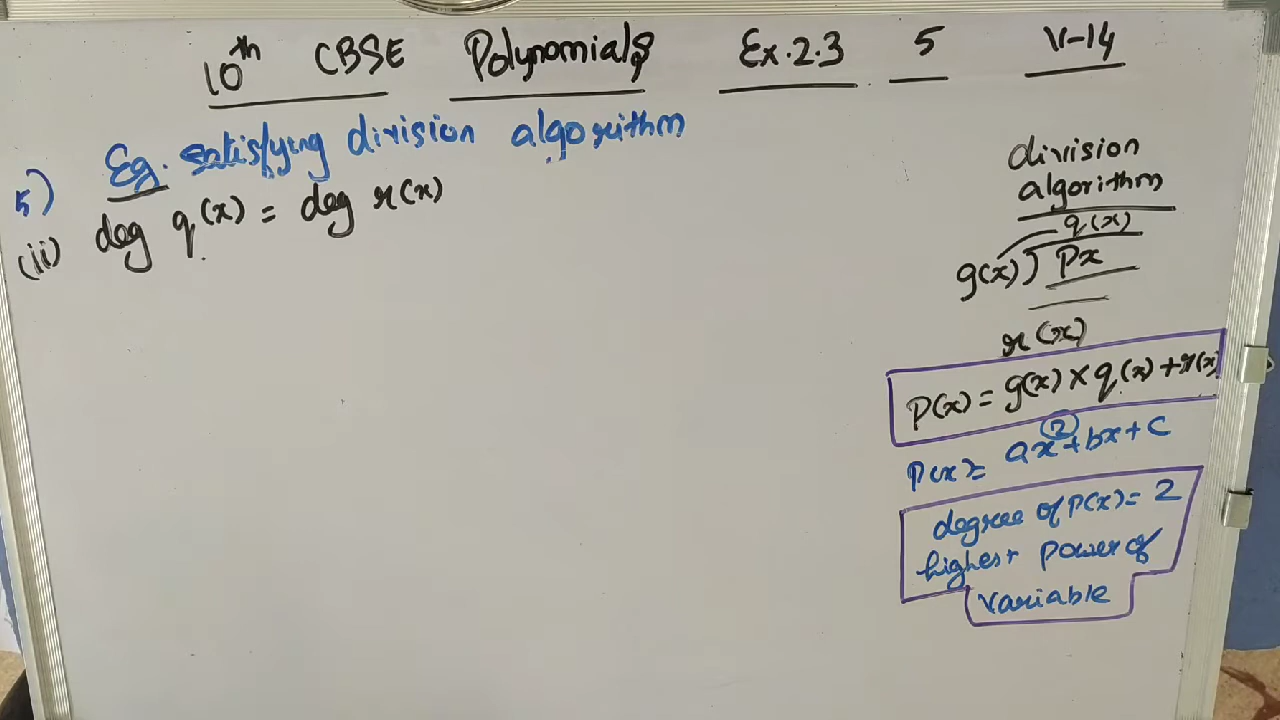 10th CBSE Polynomials Ex.2.3 5 V-14
5) Eg. satisfying division algorithm
(ii) deg q(x) = deg r(x)
division
algorithm
q(x)
g(x) ) Px
r(x)
P(x) = g(x) × q(x) + r(x)
P(x) = ax²+bx+c
degree of P(x) = 2
highest power of
variable